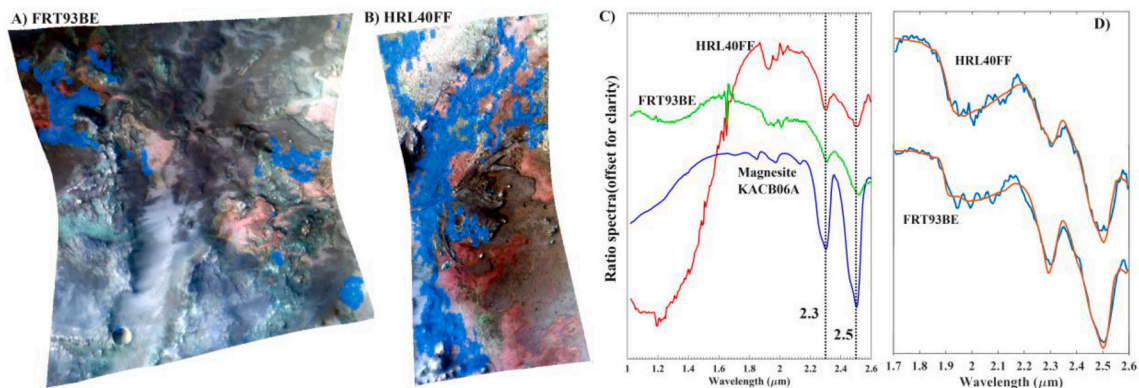 A) FRT93BE
B) HRL40FF
C)
HRL40FF
FRT93BE
Magnesite
KACB06A
2.3
2.5
Ratio spectra(offset for clarity)
1 1.2 1.4 1.6 1.8 2 2.2 2.4 2.6
Wavelength (μm)
D)
HRL40FF
FRT93BE
1.7 1.8 1.9 2 2.1 2.2 2.3 2.4 2.5 2.6
Wavelength (μm)